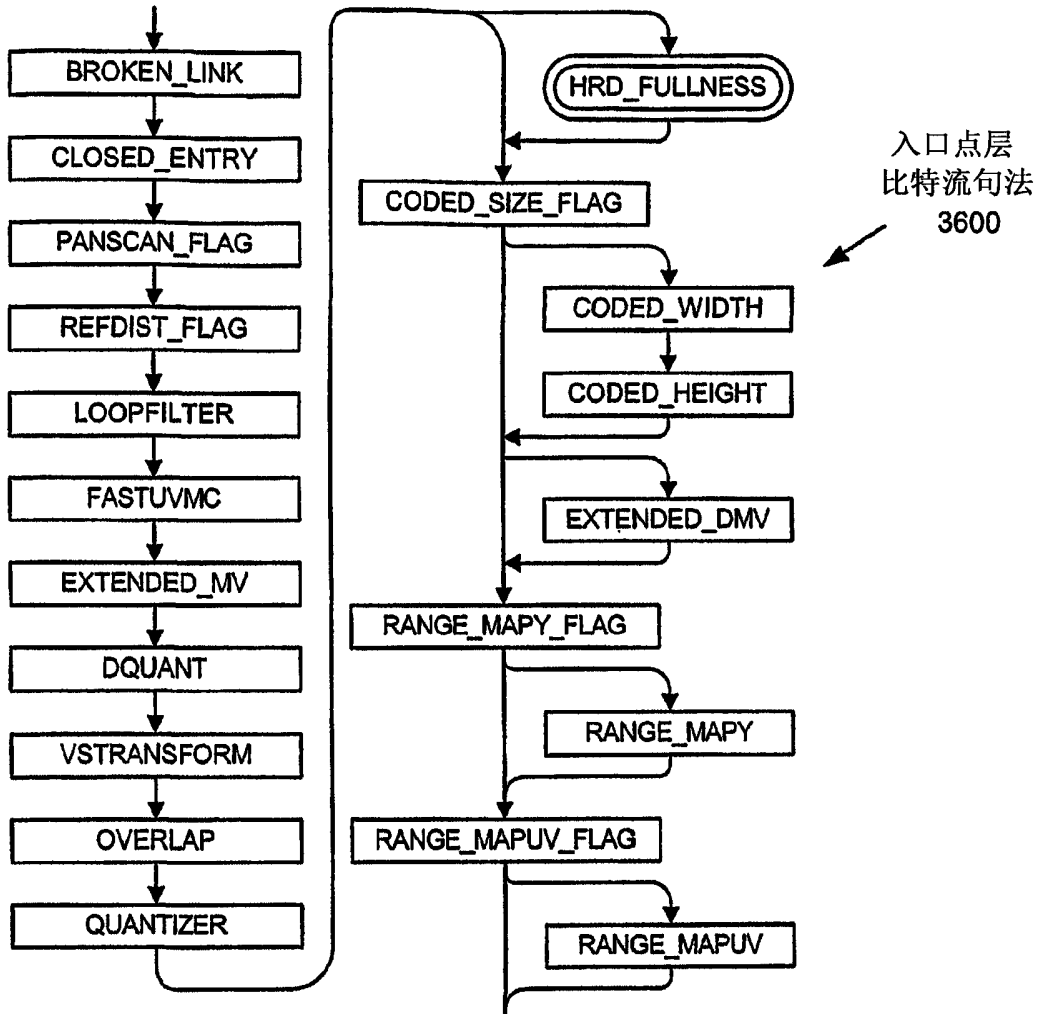 BROKEN_LINK
CLOSED_ENTRY
PANSCAN_FLAG
REFDIST_FLAG
LOOPFILTER
FASTUVMC
EXTENDED_MV
DQUANT
VSTRANSFORM
OVERLAP
QUANTIZER
HRD_FULLNESS
CODED_SIZE_FLAG
CODED_WIDTH
CODED_HEIGHT
EXTENDED_DMV
RANGE_MAPY_FLAG
RANGE_MAPY
RANGE_MAPUV_FLAG
RANGE_MAPUV
入口点层
比特流句法
3600